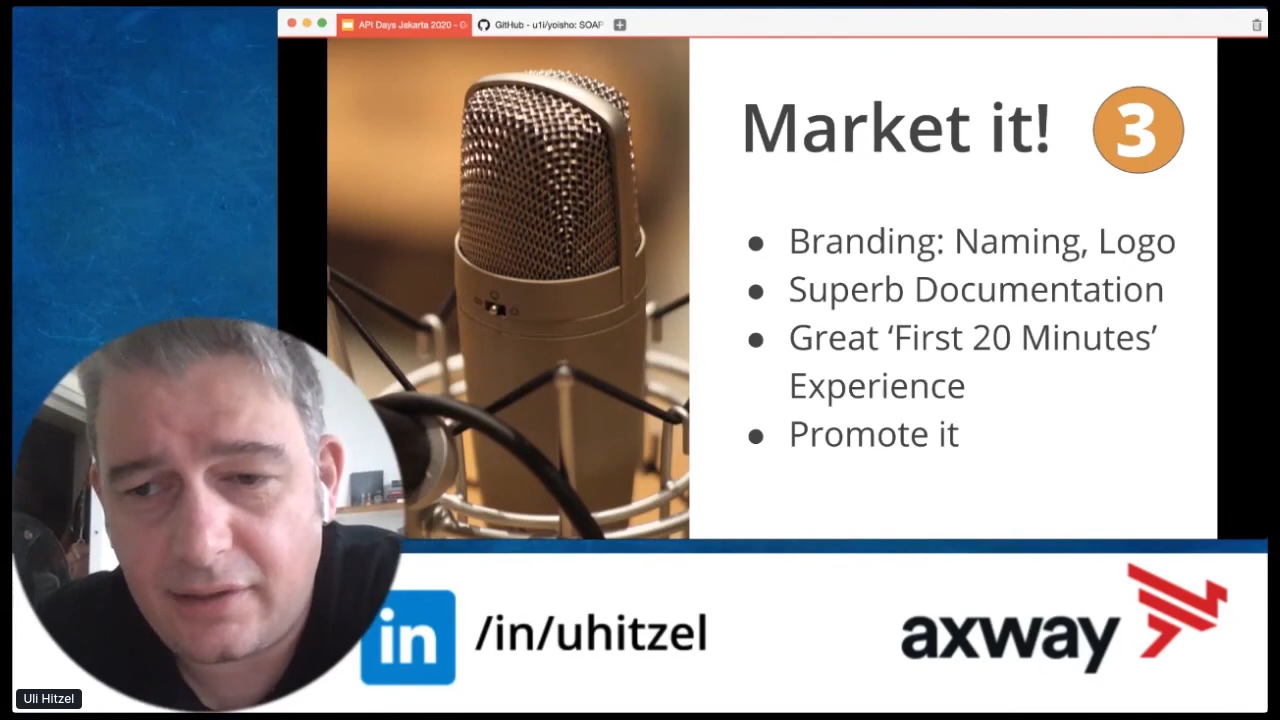 API Days Jakarta 2020 - G
GitHub - u1i/yoisho: SOAP
Market it!
3
● Branding: Naming, Logo
● Superb Documentation
● Great ‘First 20 Minutes’
Experience
● Promote it
in
/in/uhitzel
axway
Uli Hitzel